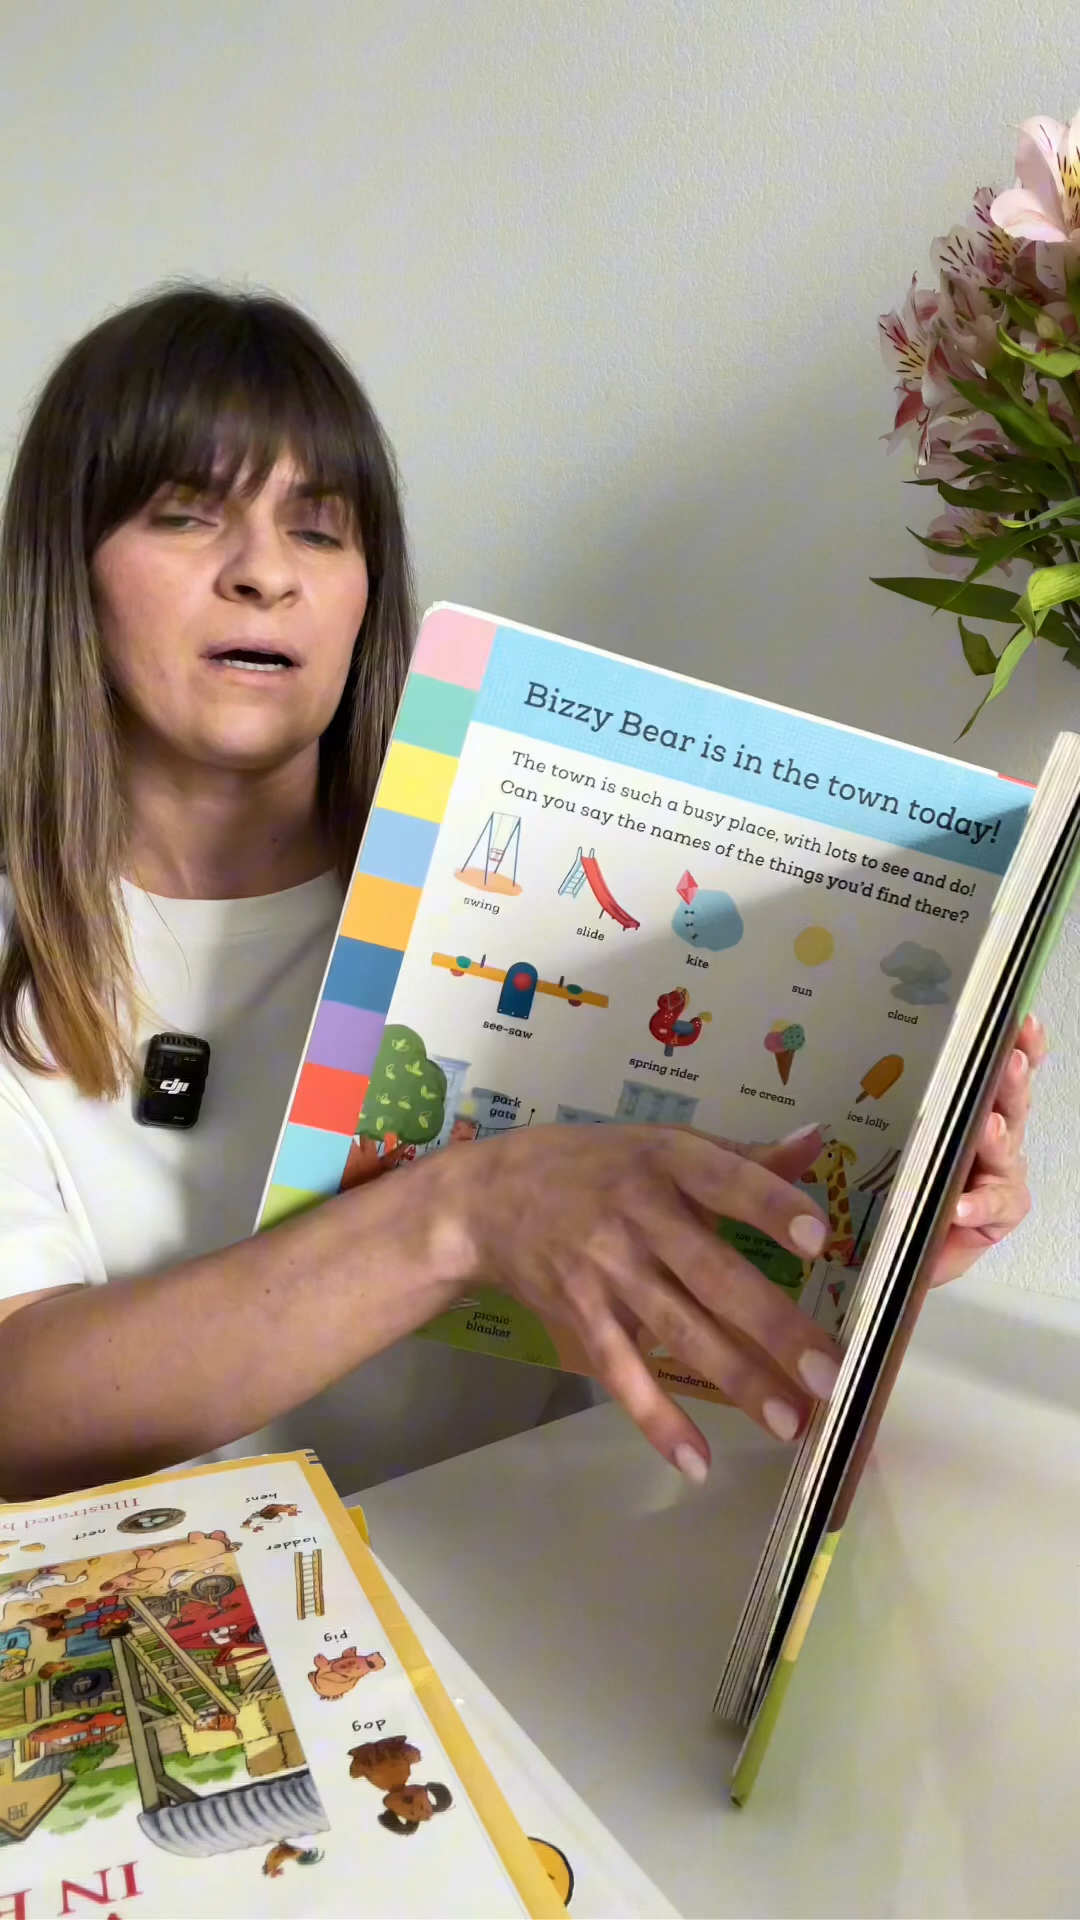 Bizzy Bear is in the town today!
The town is such a busy place, with lots to see and do!
Can you say the names of the things you'd find there?
swing
slide
kite
sun
cloud
see-saw
spring rider
ice cream
ice lolly
park
gate
picnic
blanket
dji
Illustrated
nest
hens
ladder
pig
dog
IN